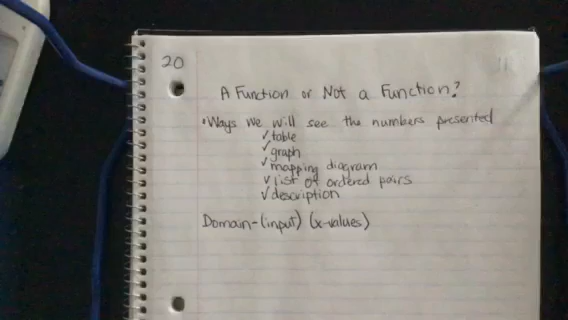 20
A Function or Not a Function?
•Ways we will see the numbers presented
✓table
✓graph
✓mapping diagram
✓list of ordered pairs
✓description
Domain-(input) (x-values)